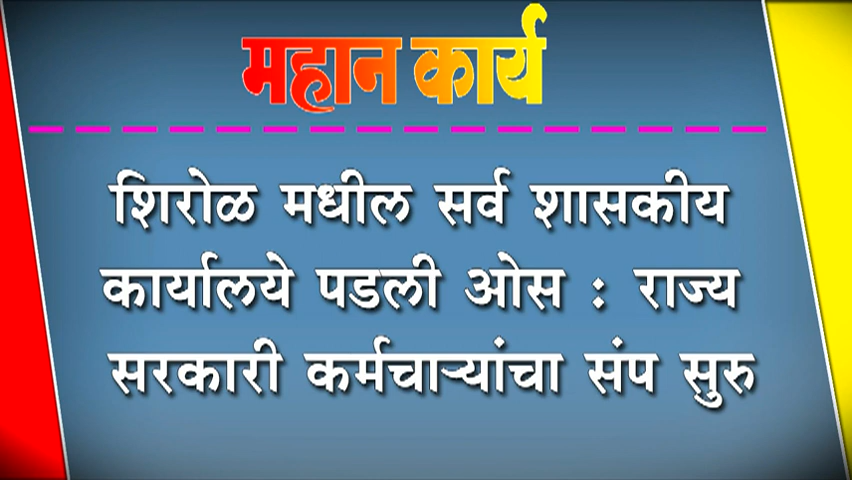 महान कार्य
शिरोळ मधील सर्व शासकीय
कार्यालये पडली ओस : राज्य
सरकारी कर्मचाऱ्यांचा संप सुरु